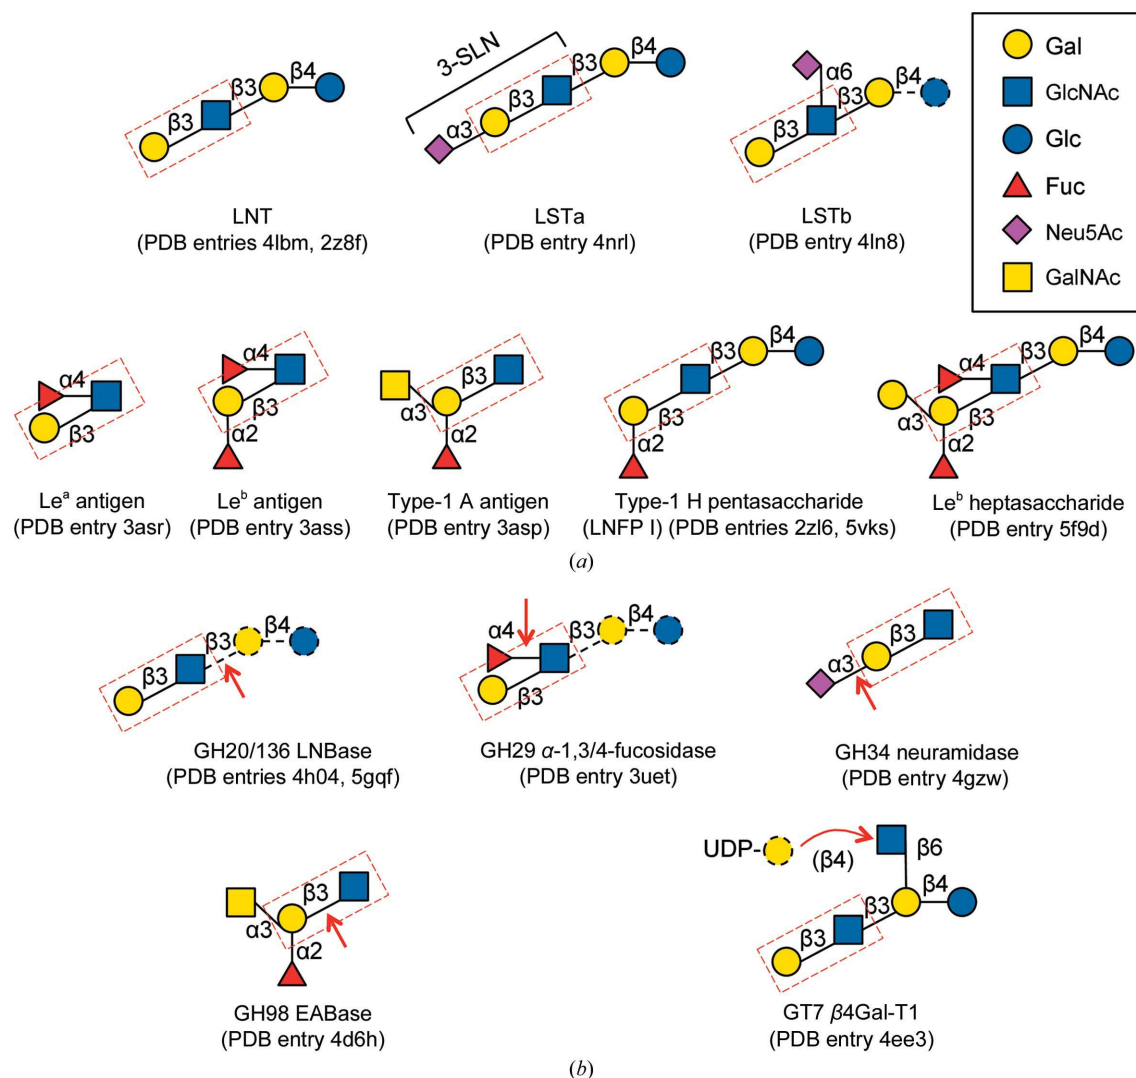 (a)
3-SLN
β3
β3
β4
LNT
(PDB entries 4lbm, 2z8f)
α3
β3
β3
β4
LSTa
(PDB entry 4nrl)
α6
β3
β3
β4
LSTb
(PDB entry 4ln8)
Gal
GlcNAc
Glc
Fuc
Neu5Ac
GalNAc
α4
β3
Leᵃ antigen
(PDB entry 3asr)
α4
β3
α2
Leᵇ antigen
(PDB entry 3ass)
α3
β3
α2
Type-1 A antigen
(PDB entry 3asp)
β3
β3
β4
α2
Type-1 H pentasaccharide
(LNFP I) (PDB entries 2zl6, 5vks)
α4
β3
β4
α3
β3
α2
Leᵇ heptasaccharide
(PDB entry 5f9d)
(a)
β3
β3
β4
GH20/136 LNBase
(PDB entries 4h04, 5gqf)
α4
β3
β4
β3
GH29 α-1,3/4-fucosidase
(PDB entry 3uet)
α3
β3
GH34 neuramidase
(PDB entry 4gzw)
β3
α3
α2
GH98 EABase
(PDB entry 4d6h)
UDP-
(β4)
β6
β3
β3
β4
GT7 β4Gal-T1
(PDB entry 4ee3)
(b)